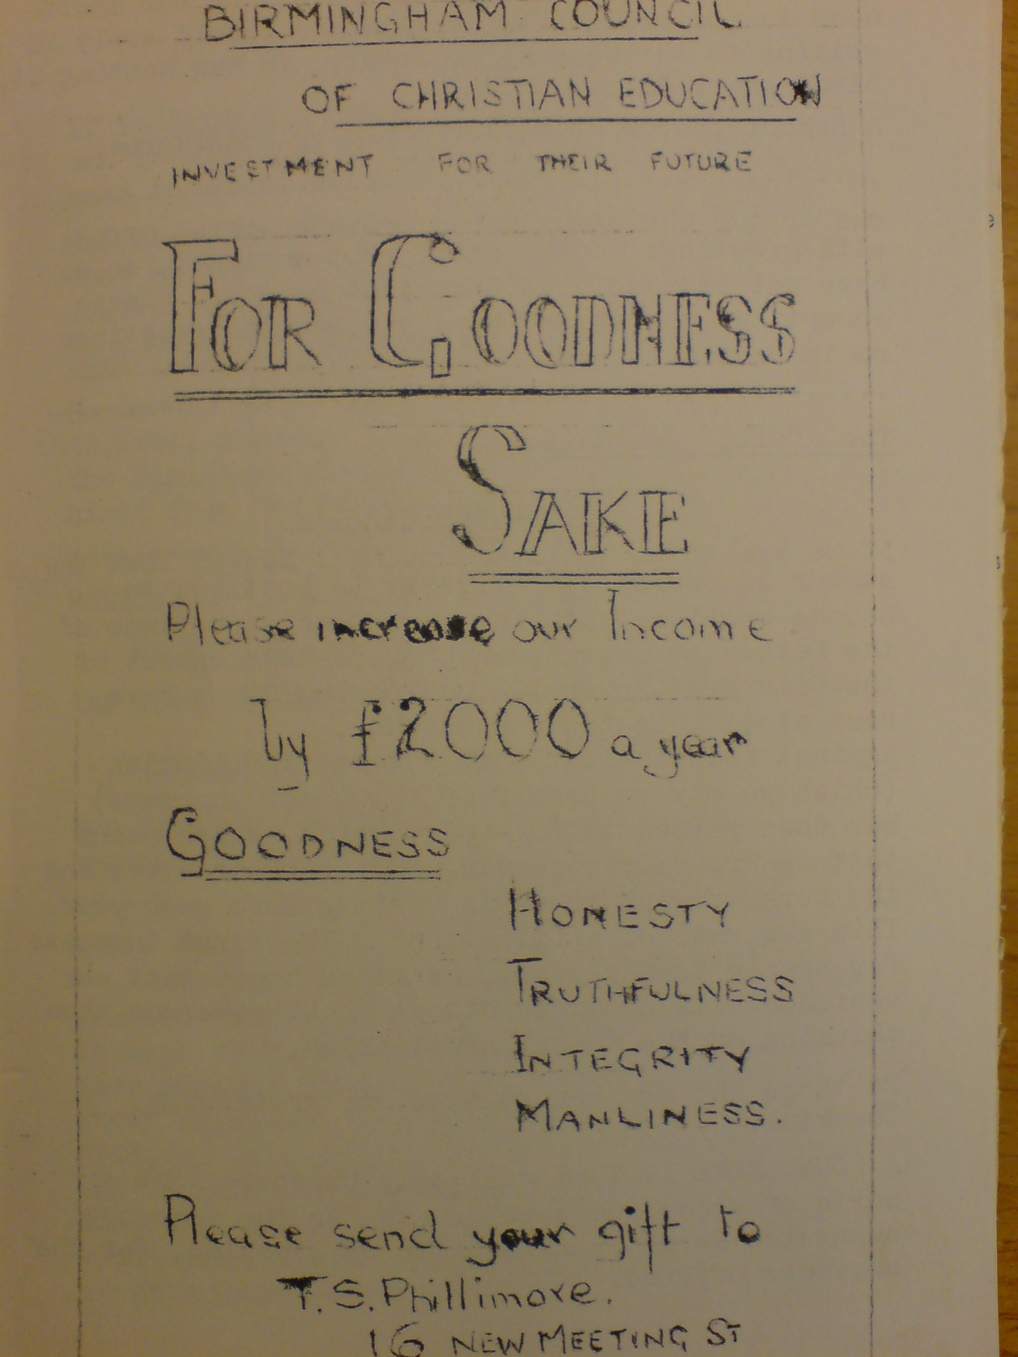 BIRMINGHAM COUNCIL
OF CHRISTIAN EDUCATION
INVESTMENT FOR THEIR FUTURE
FOR GOODNESS
SAKE
Please increase our Income
by £2000 a year
GOODNESS
HONESTY
TRUTHFULNESS
INTEGRITY
MANLINESS.
Please send your gift to
T.S. Phillimore.
16 NEW MEETING ST